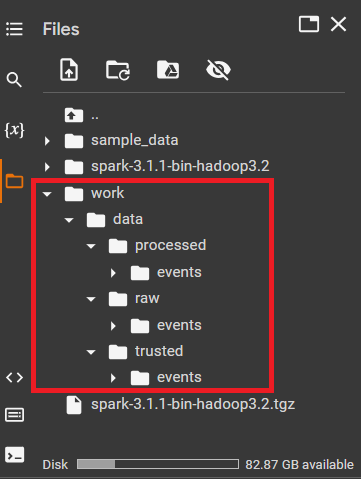 Files
{x}
..
sample_data
spark-3.1.1-bin-hadoop3.2
work
data
processed
events
raw
events
trusted
events
spark-3.1.1-bin-hadoop3.2.tgz
Disk 82.87 GB available